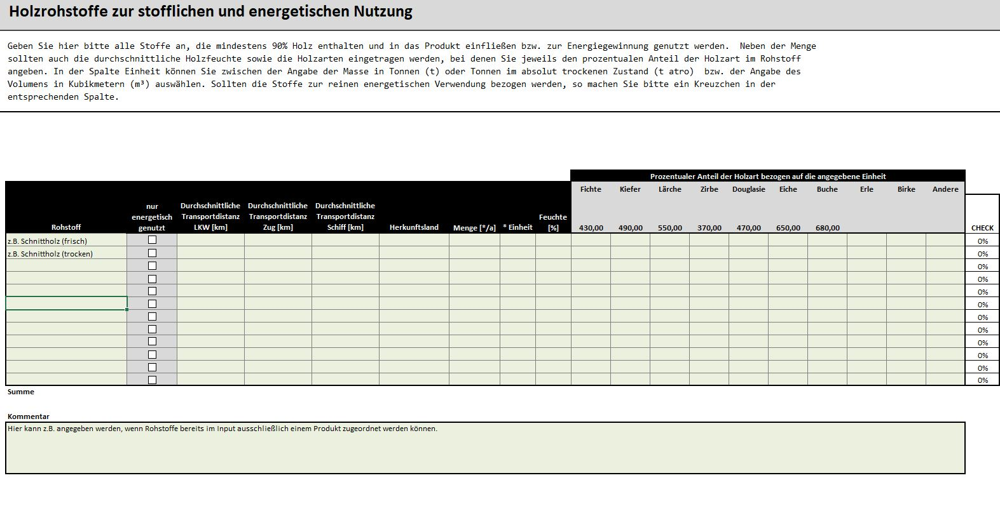 Holzrohstoffe zur stofflichen und energetischen Nutzung
Geben Sie hier bitte alle Stoffe an, die mindestens 90% Holz enthalten und in das Produkt einfließen bzw. zur Energiegewinnung genutzt werden.  Neben der Menge
sollten auch die durchschnittliche Holzfeuchte sowie die Holzarten eingetragen werden, bei denen Sie jeweils den prozentualen Anteil der Holzart im Rohstoff
angeben. In der Spalte Einheit können Sie zwischen der Angabe der Masse in Tonnen (t) oder Tonnen im absolut trockenen Zustand (t atro)  bzw. der Angabe des
Volumens in Kubikmetern (m³) auswählen. Sollten die Stoffe zur reinen energetischen Verwendung bezogen werden, so machen Sie bitte ein Kreuzchen in der
entsprechenden Spalte.
Prozentualer Anteil der Holzart bezogen auf die angegebene Einheit
Fichte Kiefer Lärche Zirbe Douglasie Eiche Buche Erle Birke Andere
nur Durchschnittliche Durchschnittliche Durchschnittliche
energetisch Transportdistanz Transportdistanz Transportdistanz Feuchte
Rohstoff genutzt LKW [km] Zug [km] Schiff [km] Herkunftsland Menge [*/a] * Einheit [%] 430,00 490,00 550,00 370,00 470,00 650,00 680,00 CHECK
z.B. Schnittholz (frisch) 0%
z.B. Schnittholz (trocken) 0%
0%
0%
0%
0%
0%
0%
0%
0%
0%
0%
Summe
Kommentar
Hier kann z.B. angegeben werden, wenn Rohstoffe bereits im Input ausschließlich einem Produkt zugeordnet werden können.